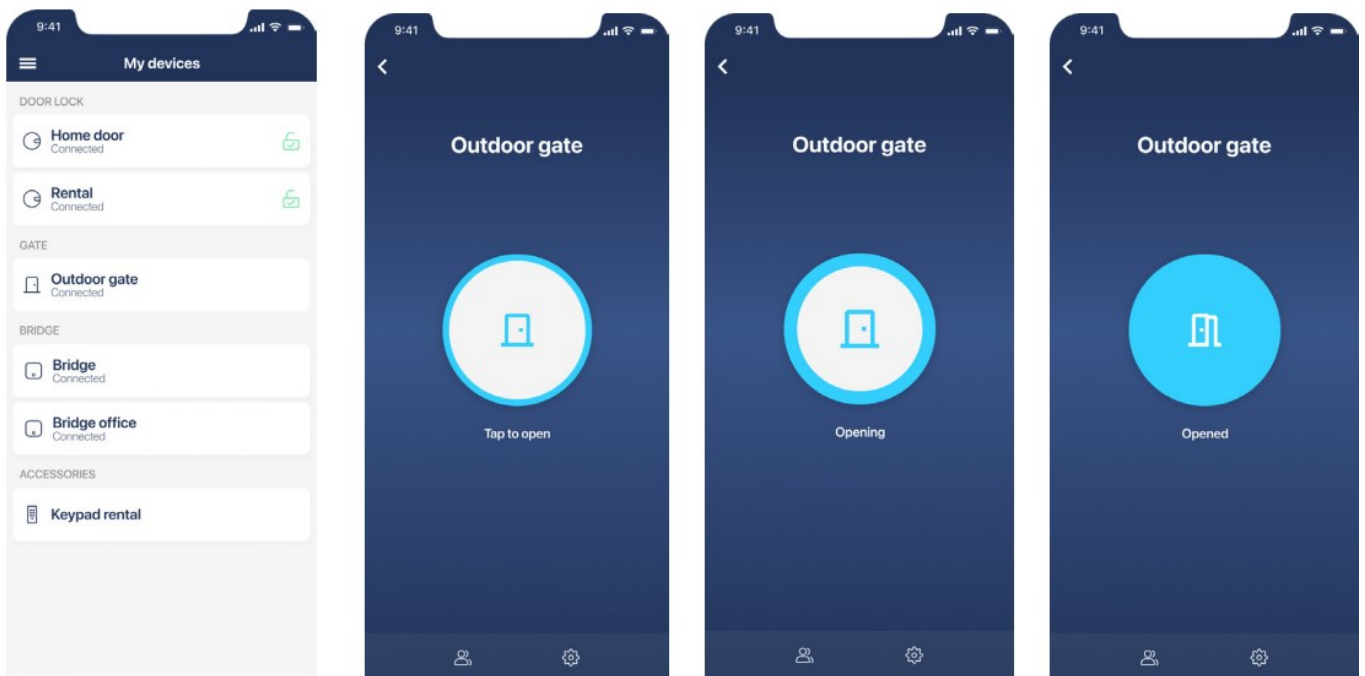 9:41
My devices
DOOR LOCK
Home door
Connected
Rental
Connected
GATE
Outdoor gate
Connected
BRIDGE
Bridge
Connected
Bridge office
Connected
ACCESSORIES
Keypad rental
9:41
Outdoor gate
Tap to open
9:41
Outdoor gate
Opening
9:41
Outdoor gate
Opened